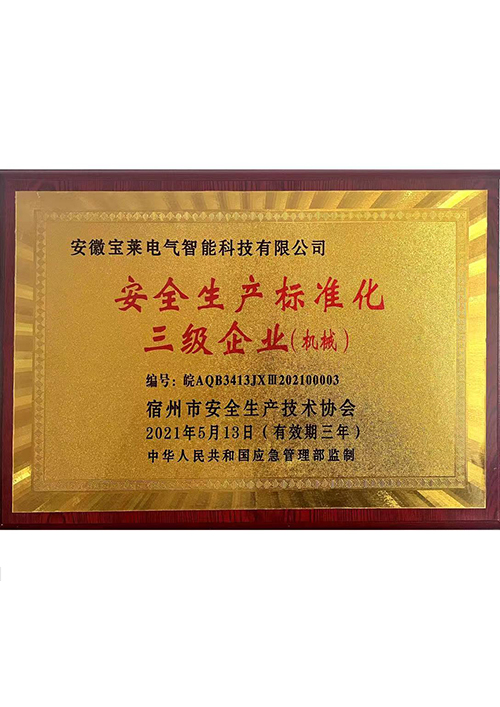 安徽宝莱电气智能科技有限公司
安全生产标准化
三级企业(机械)
编号：皖AQB3413JXⅢ202100003
宿州市安全生产技术协会
2021年5月13日(有效期三年)
中华人民共和国应急管理部监制